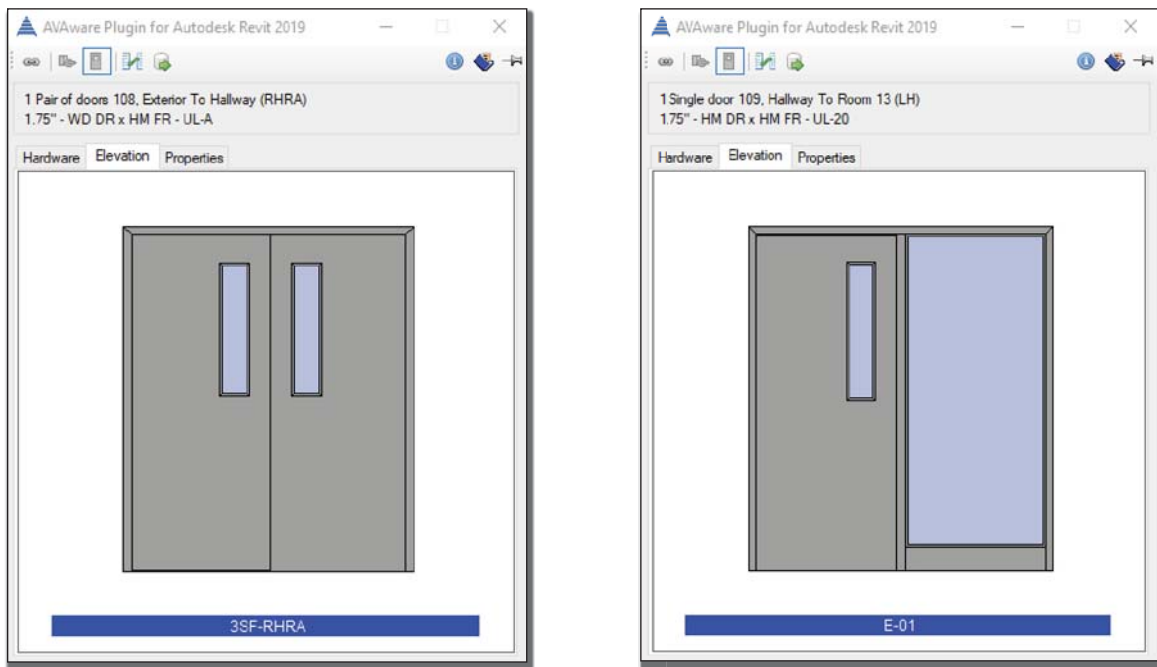 AVAware Plugin for Autodesk Revit 2019
1 Pair of doors 108, Exterior To Hallway (RHRA)
1.75" - WD DR x HM FR - UL-A
Hardware Elevation Properties
3SF-RHRA
AVAware Plugin for Autodesk Revit 2019
1 Single door 109, Hallway To Room 13 (LH)
1.75" - HM DR x HM FR - UL-20
Hardware Elevation Properties
E-01